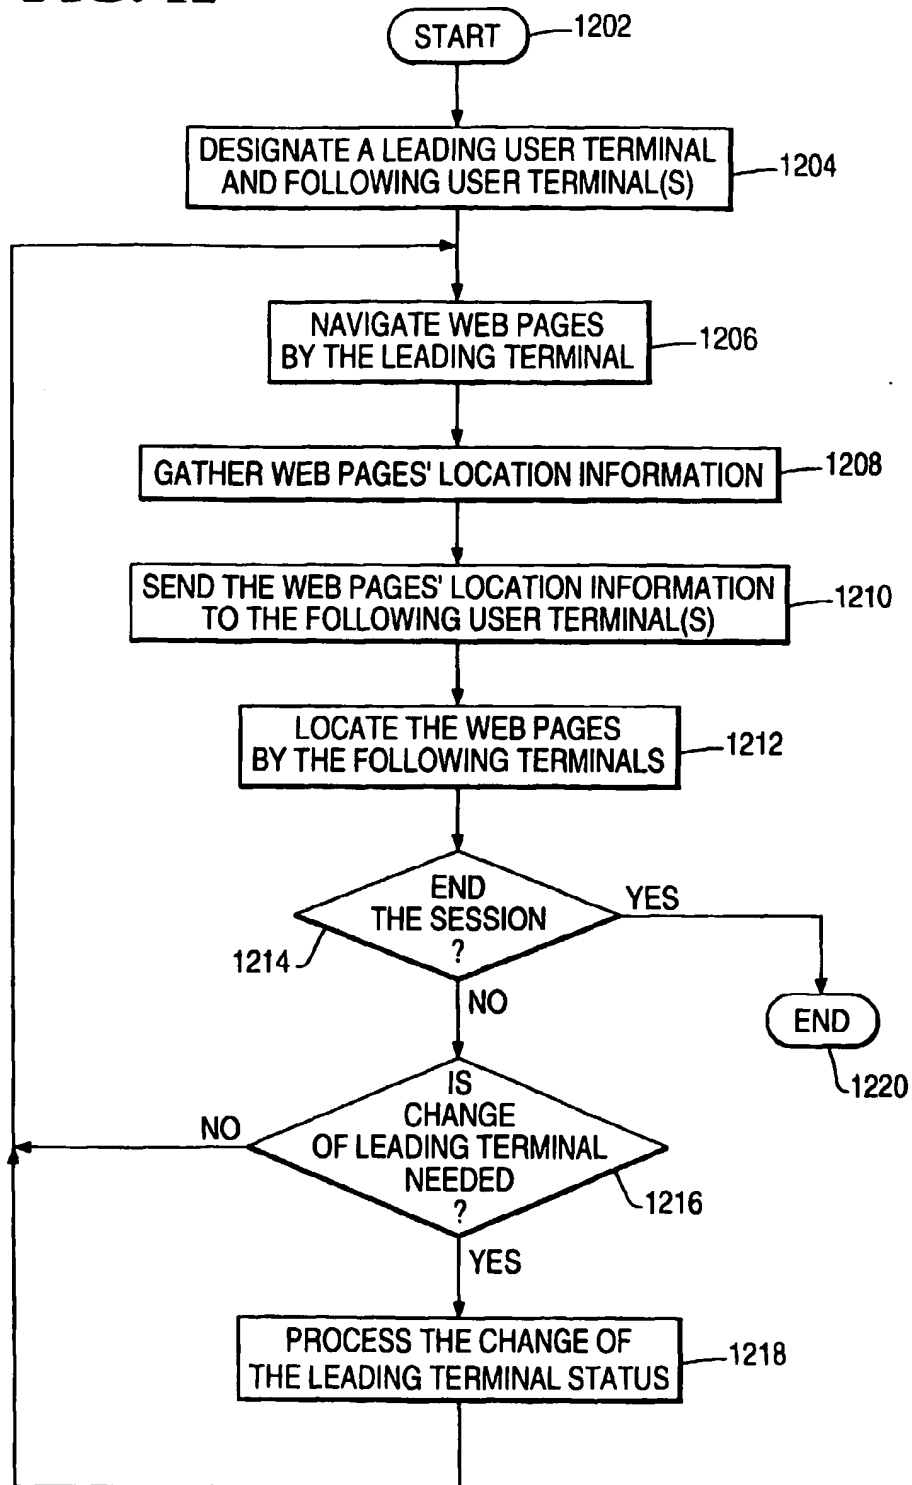 START
1202
DESIGNATE A LEADING USER TERMINAL
AND FOLLOWING USER TERMINAL(S)
1204
NAVIGATE WEB PAGES
BY THE LEADING TERMINAL
1206
GATHER WEB PAGES' LOCATION INFORMATION
1208
SEND THE WEB PAGES' LOCATION INFORMATION
TO THE FOLLOWING USER TERMINAL(S)
1210
LOCATE THE WEB PAGES
BY THE FOLLOWING TERMINALS
1212
END
THE SESSION
?
1214
YES
NO
END
1220
IS
CHANGE
OF LEADING TERMINAL
NEEDED
?
1216
NO
YES
PROCESS THE CHANGE OF
THE LEADING TERMINAL STATUS
1218